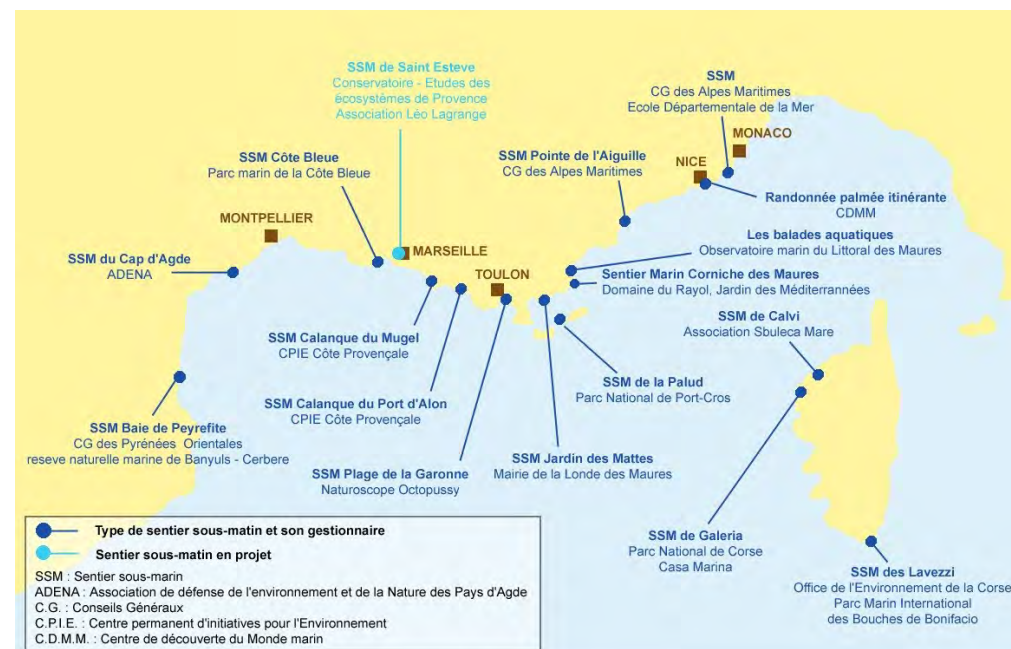 SSM de Saint Esteve
Conservatoire - Etudes des
écosystèmes de Provence
Association Léo Lagrange
SSM
CG des Alpes Maritimes
Ecole Départementale de la Mer
MONACO
SSM Côte Bleue
Parc marin de la Côte Bleue
SSM Pointe de l'Aiguille
CG des Alpes Maritimes
NICE
Randonnée palmée itinérante
CDMM
MONTPELLIER
MARSEILLE
Les balades aquatiques
Observatoire marin du Littoral des Maures
SSM du Cap d'Agde
ADENA
TOULON
Sentier Marin Corniche des Maures
Domaine du Rayol, Jardin des Méditerrannées
SSM de Calvi
Association Sbuleca Mare
SSM Calanque du Mugel
CPIE Côte Provençale
SSM de la Palud
Parc National de Port-Cros
SSM Calanque du Port d'Alon
CPIE Côte Provençale
SSM Baie de Peyrefite
CG des Pyrénées Orientales
reseve naturelle marine de Banyuls - Cerbere
SSM Plage de la Garonne
Naturoscope Octopussy
SSM Jardin des Mattes
Mairie de la Londe des Maures
SSM de Galeria
Parc National de Corse
Casa Marina
SSM des Lavezzi
Office de l'Environement de la Corse
Parc Marin International
des Bouches de Bonifacio
Type de sentier sous-matin et son gestionnaire
Sentier sous-matin en projet
SSM : Sentier sous-marin
ADENA : Association de défense de l'environement et de la Nature des Pays d'Agde
C.G. : Conseils Généraux
C.P.I.E. : Centre permanent d'initiatives pour l'Environement
C.D.M.M. : Centre de découverte du Monde marin